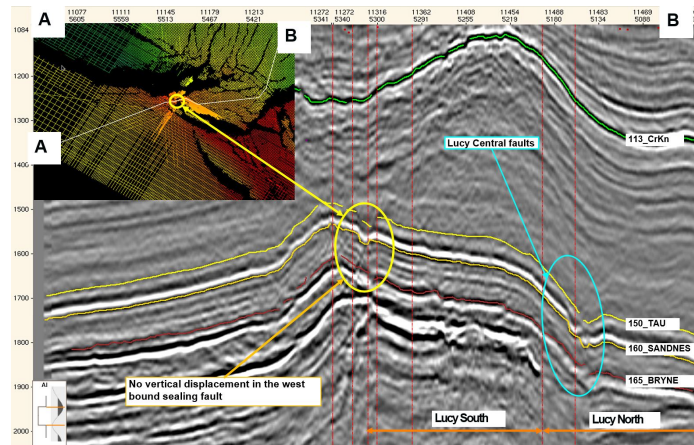 11077 11111 11145 11179 11213 11272 11272 11316 11362 11408 11454 11488 11483 11469
5605 5559 5513 5467 5421 5341 5340 5300 5291 5255 5219 5180 5134 5088
A
B
B
A
1084
1200
1300
1400
1500
1600
1700
1800
1900
2000
113_CrKn
Lucy Central faults
150_TAU
160_SANDNES
165_BRYNE
No vertical displacement in the west
bound sealing fault
AI
Lucy South
Lucy North